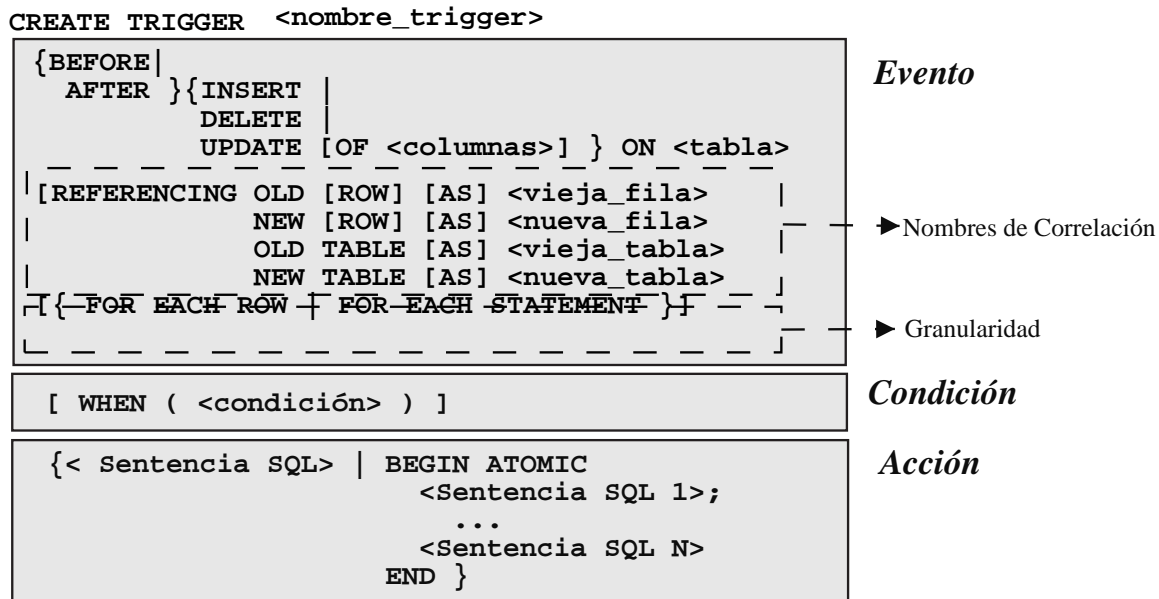 CREATE TRIGGER <nombre_trigger>
{BEFORE|
AFTER }{INSERT |
DELETE |
UPDATE [OF <columnas>] } ON <tabla>
Evento
[REFERENCING OLD [ROW] [AS] <vieja_fila>
NEW [ROW] [AS] <nueva_fila>
OLD TABLE [AS] <vieja_tabla>
NEW TABLE [AS] <nueva_tabla>
Nombres de Correlación
[{ FOR EACH ROW | FOR EACH STATEMENT }]
Granularidad
[ WHEN ( <condición> ) ]
Condición
{< Sentencia SQL> | BEGIN ATOMIC
<Sentencia SQL 1>;
...
<Sentencia SQL N>
END }
Acción